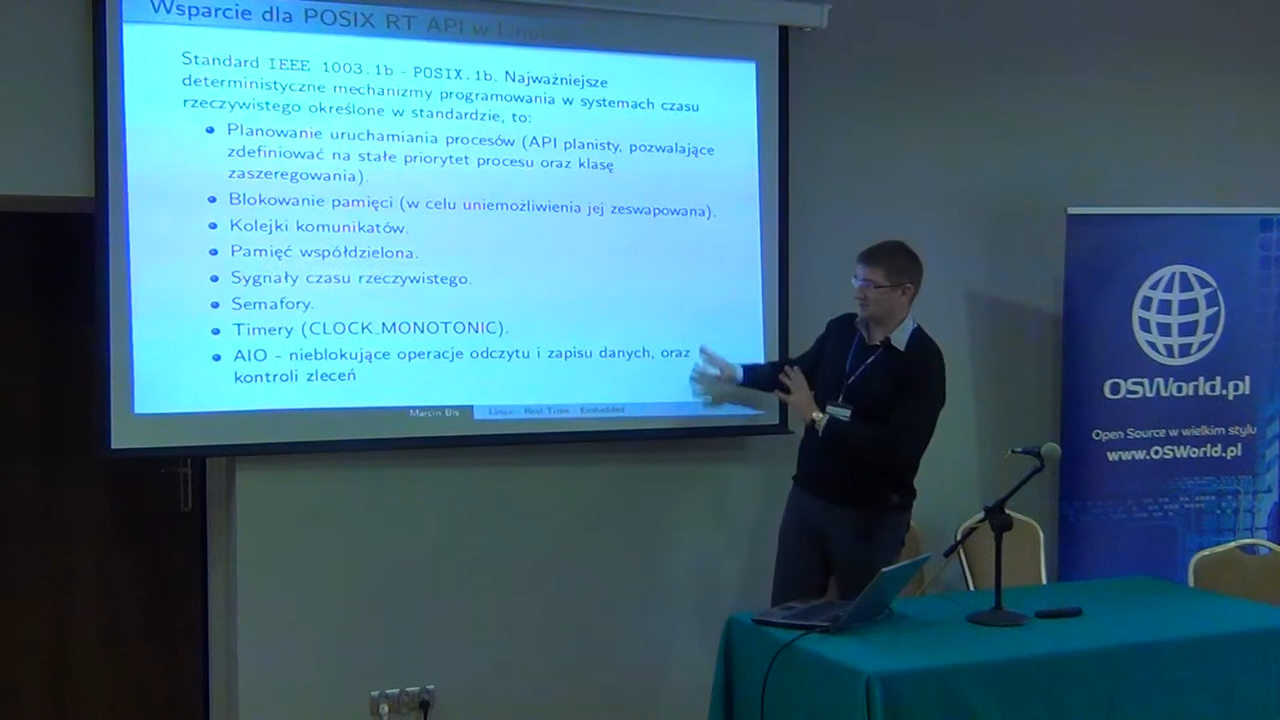 Wsparcie dla POSIX RT API w Linuksie
Standard IEEE 1003.1b - POSIX.1b. Najważniejsze
deterministyczne mechanizmy programowania w systemach czasu
rzeczywistego określone w standardzie, to:
Planowanie uruchamiania procesów (API planisty, pozwalające
zdefiniować na stałe priorytet procesu oraz klasę
zaszeregowania).
Blokowanie pamięci (w celu uniemożliwienia jej zeswapowana).
Kolejki komunikatów.
Pamięć współdzielona.
Sygnały czasu rzeczywistego.
Semafory.
Timery (CLOCK_MONOTONIC).
AIO - nieblokujące operacje odczytu i zapisu danych, oraz
kontroli zleceń
Marcin Bis
Linux - Real Time - Embedded
OSWorld.pl
Open Source w wielkim stylu
www.OSWorld.pl